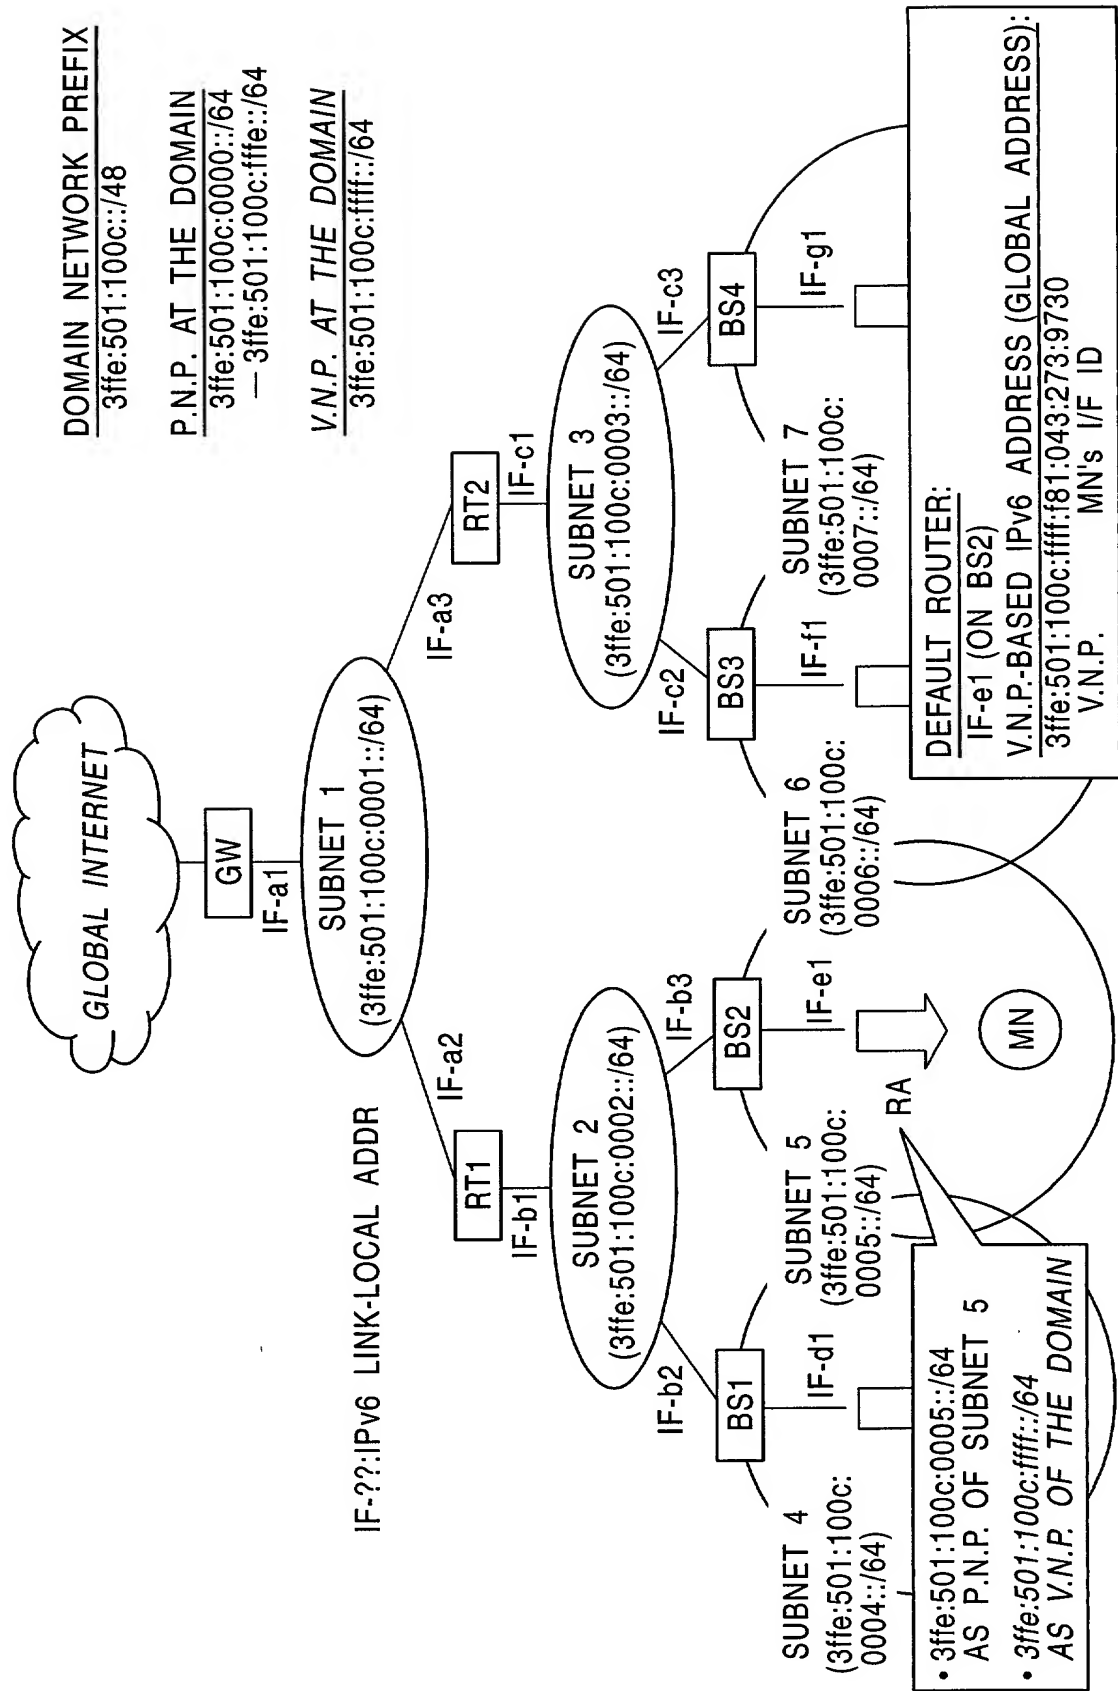 DOMAIN NETWORK PREFIX
3ffe:501:100c::/48
P.N.P. AT THE DOMAIN
3ffe:501:100c:0000::/64
— 3ffe:501:100c:fffe::/64
V.N.P. AT THE DOMAIN
3ffe:501:100c:ffff::/64
GLOBAL INTERNET
GW
IF-a1
SUBNET 1
(3ffe:501:100c:0001::/64)
IF-a2
IF-a3
IF-??:IPv6 LINK-LOCAL ADDR
RT1
IF-b1
RT2
IF-c1
SUBNET 2
(3ffe:501:100c:0002::/64)
SUBNET 3
(3ffe:501:100c:0003::/64)
IF-b2
IF-b3
IF-c2
IF-c3
BS1
BS2
BS3
BS4
IF-d1
IF-e1
IF-f1
IF-g1
SUBNET 4
(3ffe:501:100c:
0004::/64)
SUBNET 5
(3ffe:501:100c:
0005::/64)
SUBNET 6
(3ffe:501:100c:
0006::/64)
SUBNET 7
(3ffe:501:100c:
0007::/64)
RA
MN
• 3ffe:501:100c:0005::/64
AS P.N.P. OF SUBNET 5
• 3ffe:501:100c:ffff::/64
AS V.N.P. OF THE DOMAIN
DEFAULT ROUTER:
IF-e1 (ON BS2)
V.N.P.-BASED IPv6 ADDRESS (GLOBAL ADDRESS):
3ffe:501:100c:ffff:f81:043:273:9730
V.N.P. MN's I/F ID